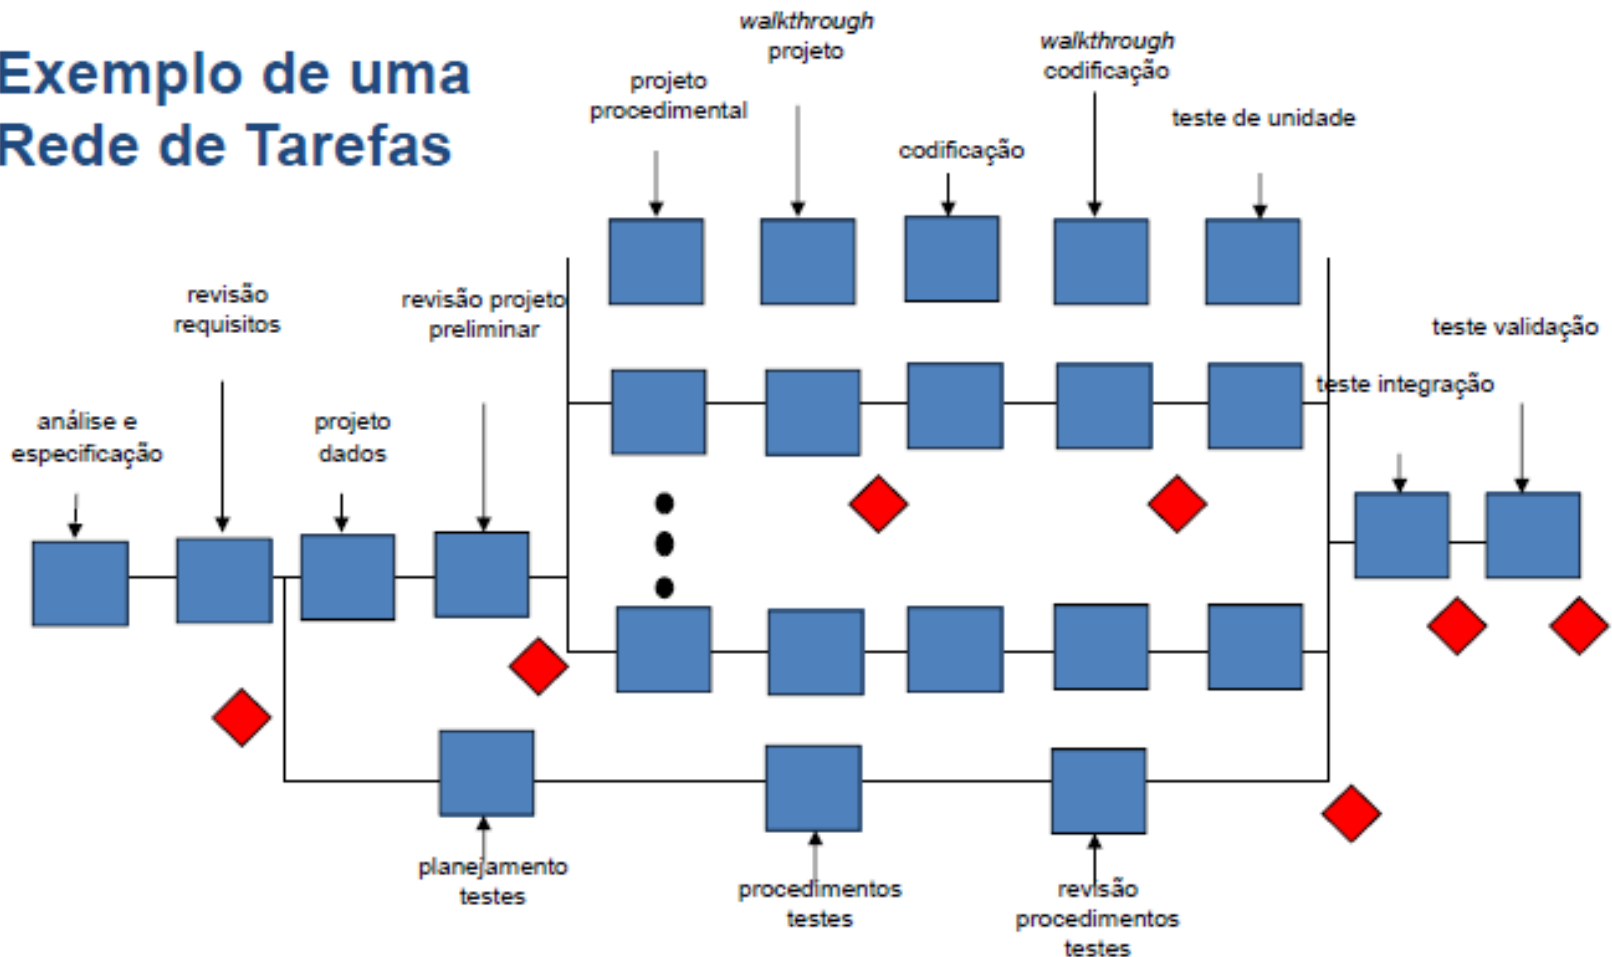 Exemplo de uma
Rede de Tarefas
walkthrough
projeto
walkthrough
codificação
projeto
procedimental
teste de unidade
codificação
revisão
requisitos
revisão projeto
preliminar
teste validação
teste integração
análise e
especificação
projeto
dados
planejamento
testes
procedimentos
testes
revisão
procedimentos
testes